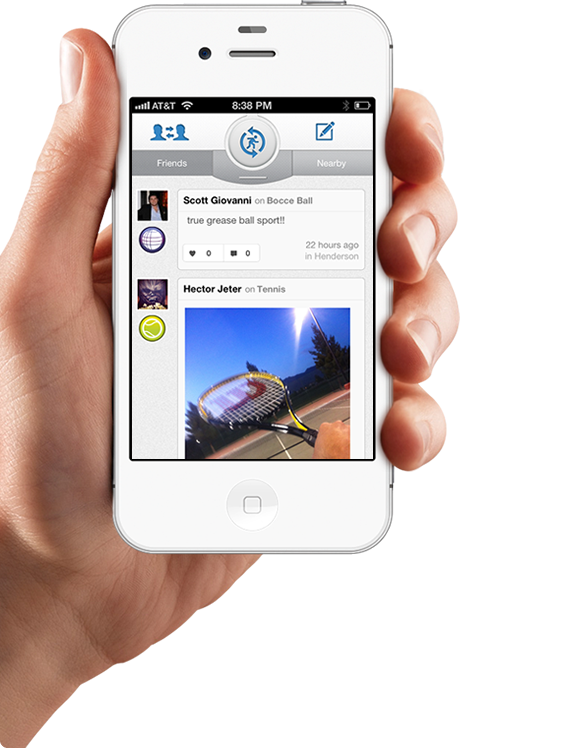 AT&T 8:38 PM
Friends Nearby
Scott Giovanni on Bocce Ball
true grease ball sport!!
0 0
22 hours ago
in Henderson
Hector Jeter on Tennis